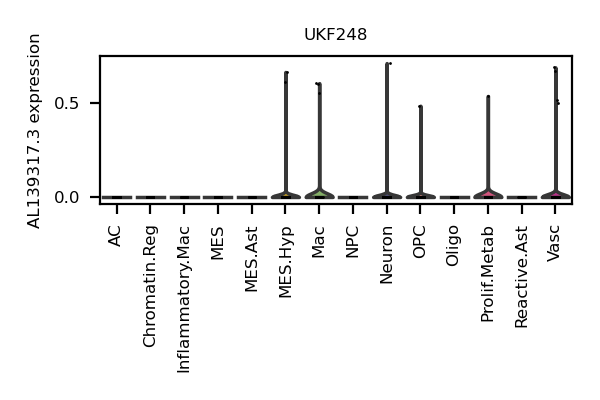 UKF248
AL139317.3 expression
0.5
0.0
AC
Chromatin.Reg
Inflammatory.Mac
MES
MES.Ast
MES.Hyp
Mac
NPC
Neuron
OPC
Oligo
Prolif.Metab
Reactive.Ast
Vasc